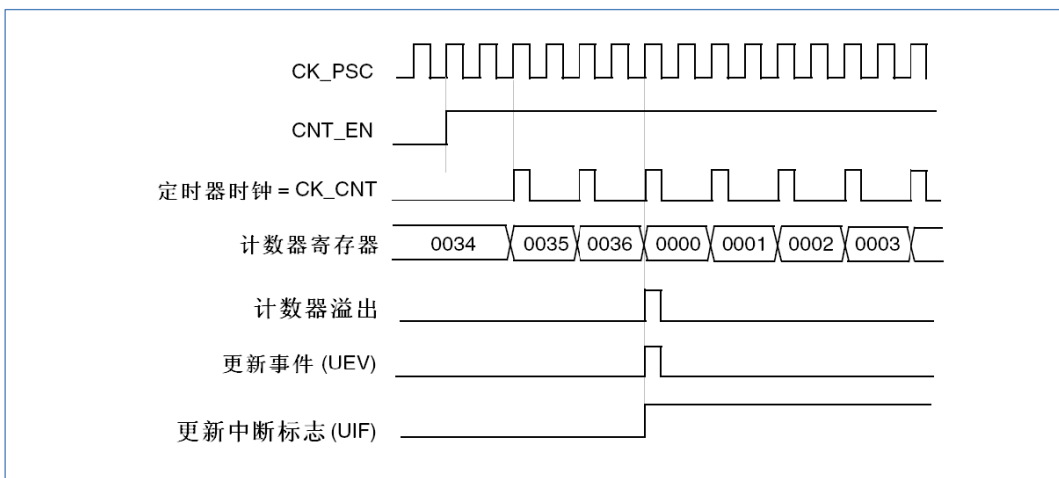 CK_PSC
CNT_EN
定时器时钟 = CK_CNT
计数器寄存器 0034 0035 0036 0000 0001 0002 0003
计数器溢出
更新事件 (UEV)
更新中断标志 (UIF)